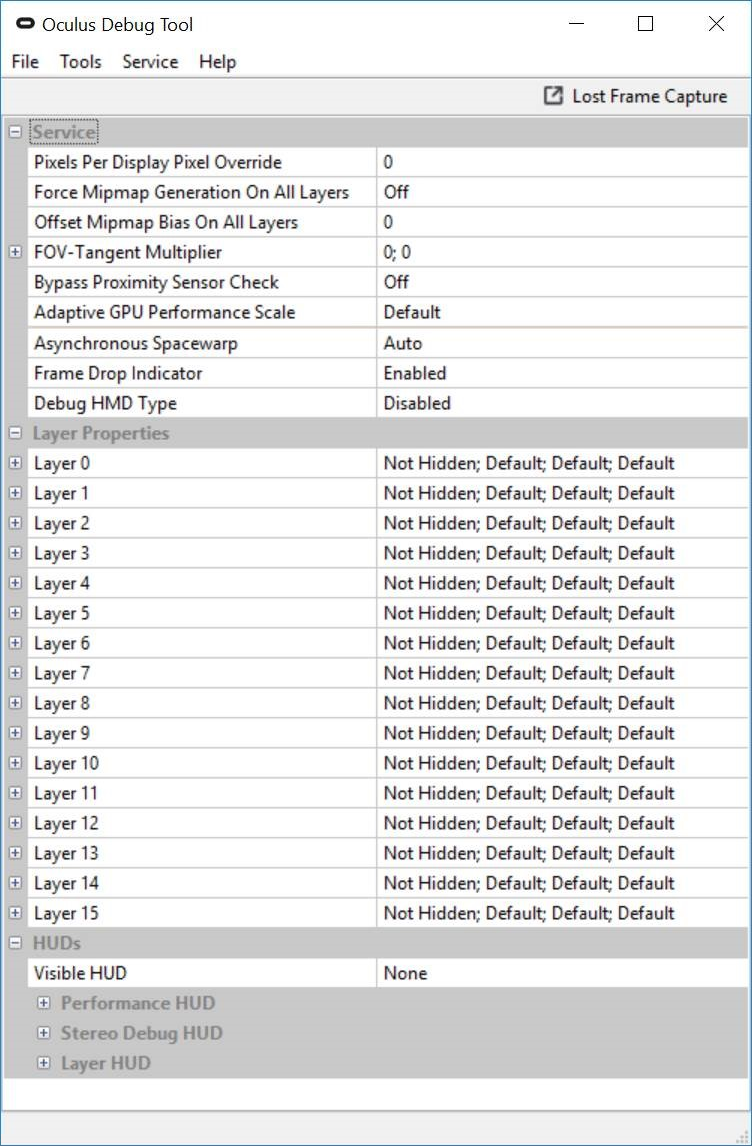 Oculus Debug Tool
File Tools Service Help
Lost Frame Capture
Service
Pixels Per Display Pixel Override 0
Force Mipmap Generation On All Layers Off
Offset Mipmap Bias On All Layers 0
FOV-Tangent Multiplier 0; 0
Bypass Proximity Sensor Check Off
Adaptive GPU Performance Scale Default
Asynchronous Spacewarp Auto
Frame Drop Indicator Enabled
Debug HMD Type Disabled
Layer Properties
Layer 0 Not Hidden; Default; Default; Default
Layer 1 Not Hidden; Default; Default; Default
Layer 2 Not Hidden; Default; Default; Default
Layer 3 Not Hidden; Default; Default; Default
Layer 4 Not Hidden; Default; Default; Default
Layer 5 Not Hidden; Default; Default; Default
Layer 6 Not Hidden; Default; Default; Default
Layer 7 Not Hidden; Default; Default; Default
Layer 8 Not Hidden; Default; Default; Default
Layer 9 Not Hidden; Default; Default; Default
Layer 10 Not Hidden; Default; Default; Default
Layer 11 Not Hidden; Default; Default; Default
Layer 12 Not Hidden; Default; Default; Default
Layer 13 Not Hidden; Default; Default; Default
Layer 14 Not Hidden; Default; Default; Default
Layer 15 Not Hidden; Default; Default; Default
HUDs
Visible HUD None
Performance HUD
Stereo Debug HUD
Layer HUD